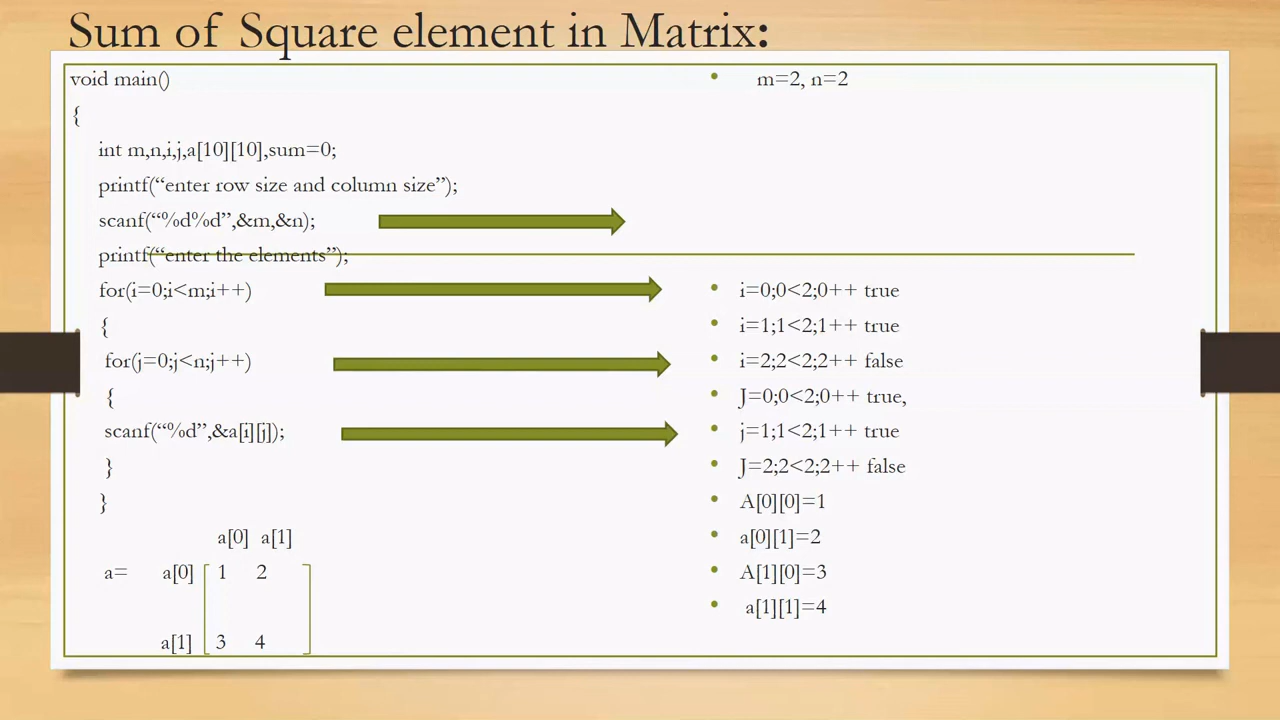 Sum of Square element in Matrix:
void main()
{
int m,n,i,j,a[10][10],sum=0;
printf(“enter row size and column size”);
scanf(“%d%d”,&m,&n);
printf(“enter the elements”);
for(i=0;i<m;i++)
{
for(j=0;j<n;j++)
{
scanf(“%d”,&a[i][j]);
}
}
a[0] a[1]
a= a[0] 1 2
a[1] 3 4
• m=2, n=2
• i=0;0<2;0++ true
• i=1;1<2;1++ true
• i=2;2<2;2++ false
• J=0;0<2;0++ true,
• j=1;1<2;1++ true
• J=2;2<2;2++ false
• A[0][0]=1
• a[0][1]=2
• A[1][0]=3
• a[1][1]=4